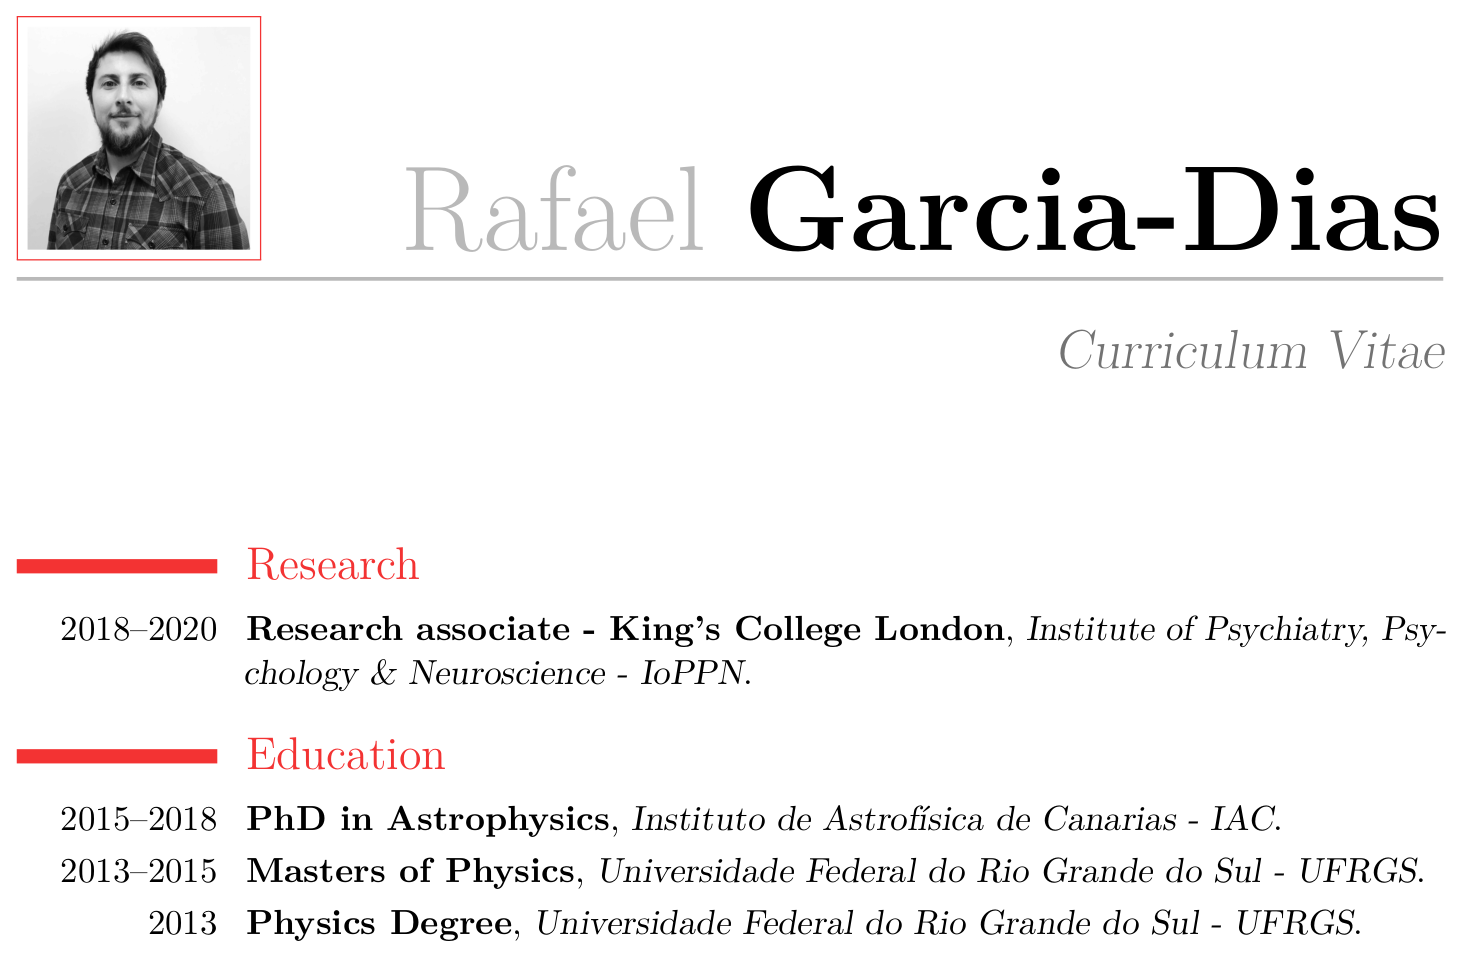 Rafael Garcia-Dias
Curriculum Vitae
Research
2018–2020 Research associate - King's College London, Institute of Psychiatry, Psy-
chology & Neuroscience - IoPPN.
Education
2015–2018 PhD in Astrophysics, Instituto de Astrofísica de Canarias - IAC.
2013–2015 Masters of Physics, Universidade Federal do Rio Grande do Sul - UFRGS.
2013 Physics Degree, Universidade Federal do Rio Grande do Sul - UFRGS.